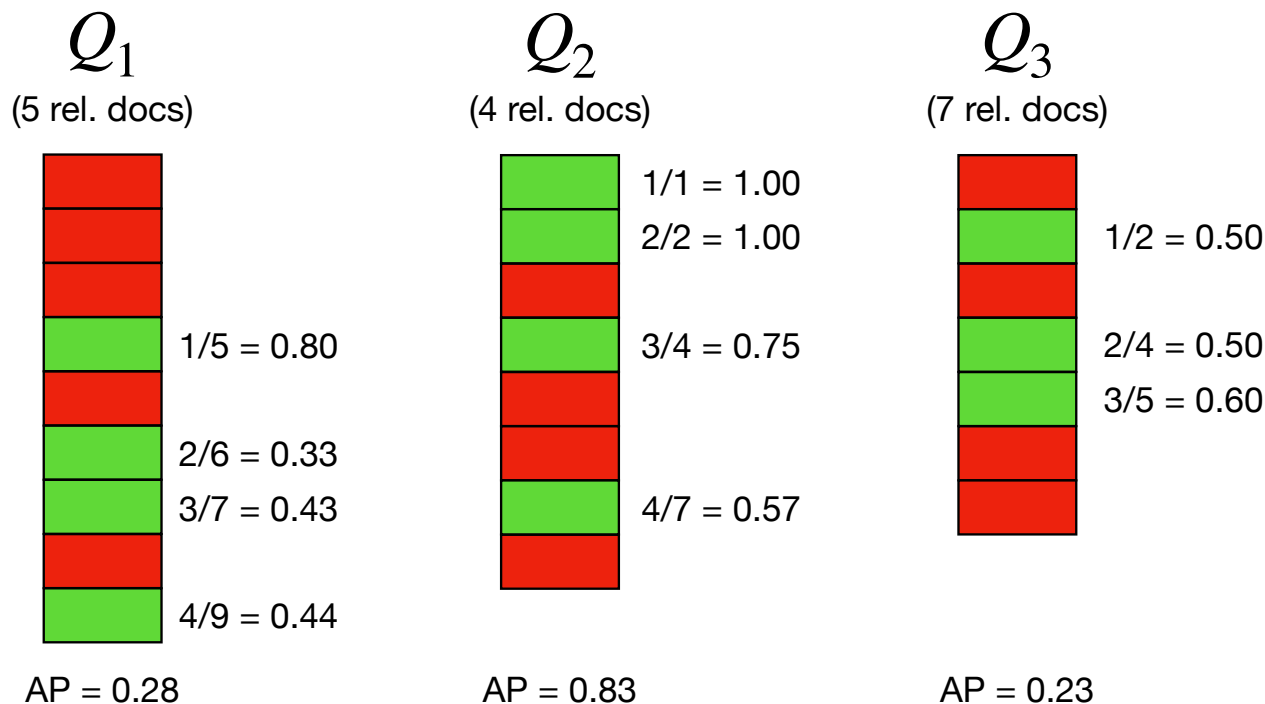 Q1
(5 rel. docs)
1/5 = 0.80
2/6 = 0.33
3/7 = 0.43
4/9 = 0.44
AP = 0.28
Q2
(4 rel. docs)
1/1 = 1.00
2/2 = 1.00
3/4 = 0.75
4/7 = 0.57
AP = 0.83
Q3
(7 rel. docs)
1/2 = 0.50
2/4 = 0.50
3/5 = 0.60
AP = 0.23